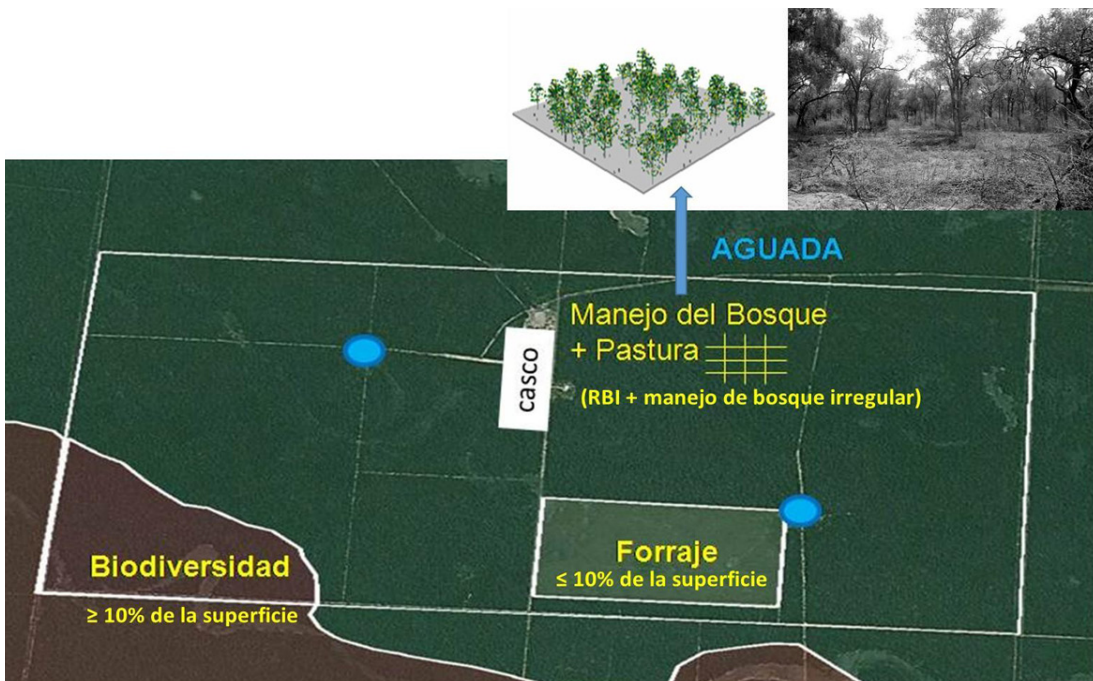 AGUADA
Manejo del Bosque
+ Pastura
(RBI + manejo de bosque irregular)
casco
Biodiversidad
≥ 10% de la superficie
Forraje
≤ 10% de la superficie